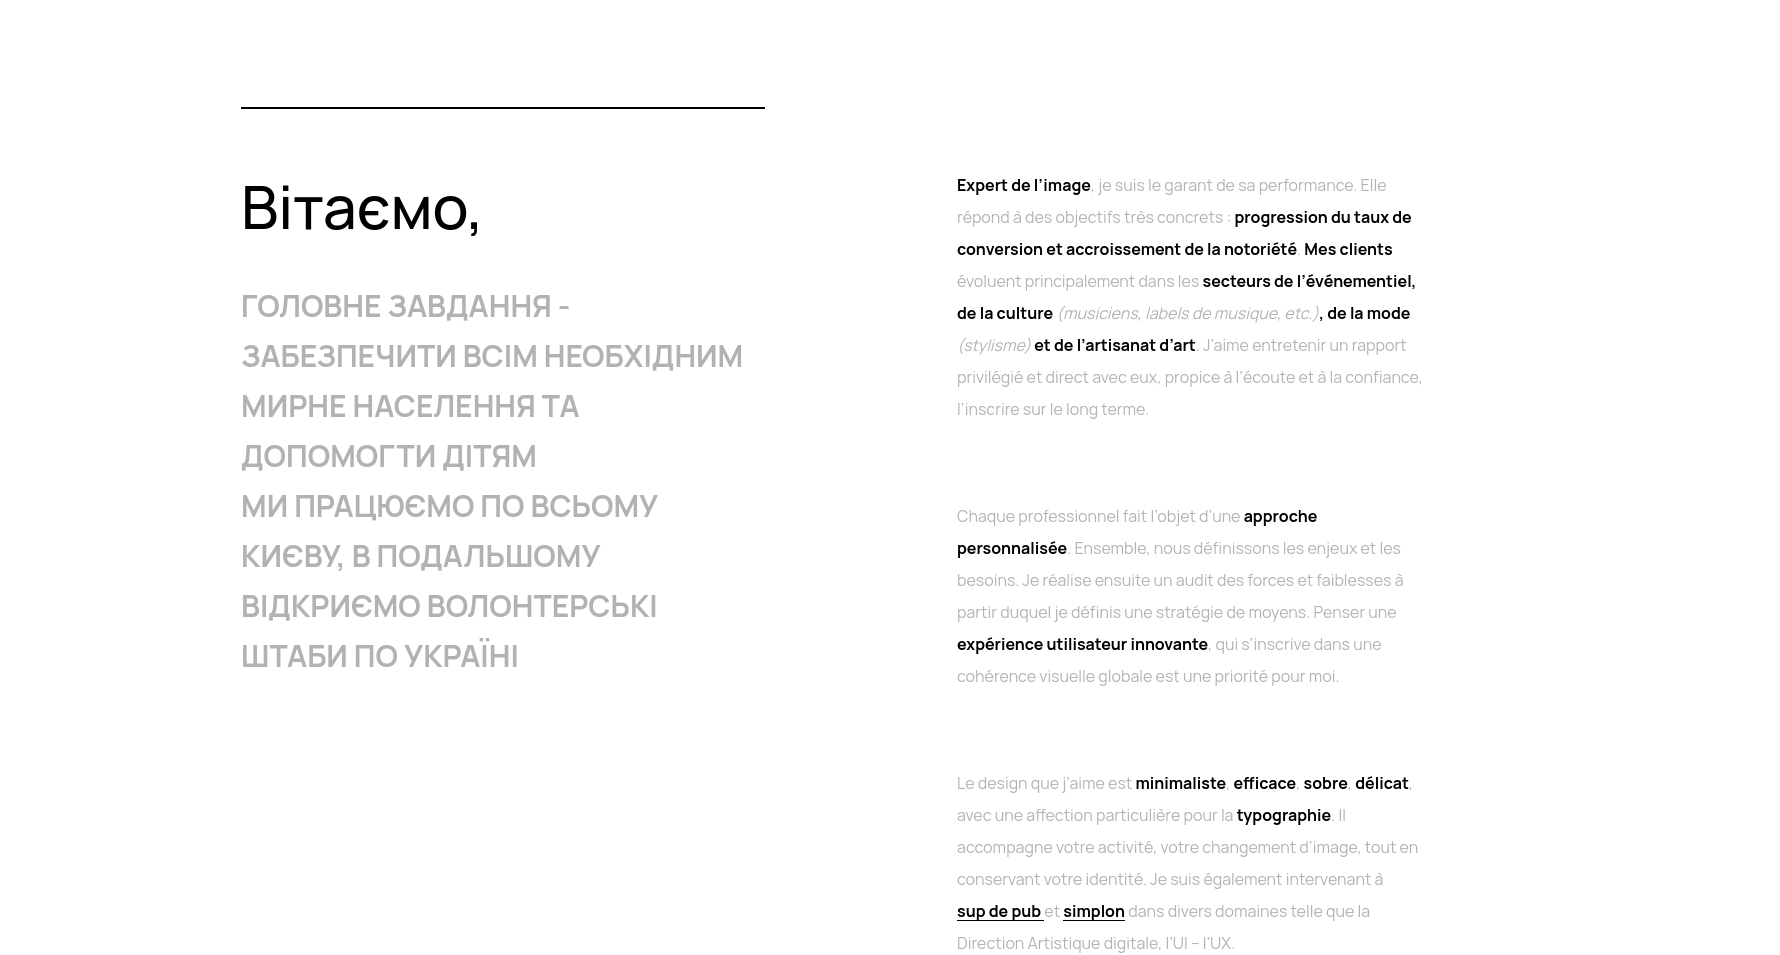 Вітаємо,
ГОЛОВНЕ ЗАВДАННЯ -
ЗАБЕЗПЕЧИТИ ВСІМ НЕОБХІДНИМ
МИРНЕ НАСЕЛЕННЯ ТА
ДОПОМОГТИ ДІТЯМ
МИ ПРАЦЮЄМО ПО ВСЬОМУ
КИЄВУ, В ПОДАЛЬШОМУ
ВІДКРИЄМО ВОЛОНТЕРСЬКІ
ШТАБИ ПО УКРАЇНІ
Expert de l’image, je suis le garant de sa performance. Elle
répond à des objectifs très concrets : progression du taux de
conversion et accroissement de la notoriété. Mes clients
évoluent principalement dans les secteurs de l’événementiel,
de la culture (musiciens, labels de musique, etc.), de la mode
(stylisme) et de l’artisanat d’art. J’aime entretenir un rapport
privilégié et direct avec eux, propice à l’écoute et à la confiance,
l’inscrire sur le long terme.
Chaque professionnel fait l’objet d’une approche
personnalisée. Ensemble, nous définissons les enjeux et les
besoins. Je réalise ensuite un audit des forces et faiblesses à
partir duquel je définis une stratégie de moyens. Penser une
expérience utilisateur innovante, qui s’inscrive dans une
cohérence visuelle globale est une priorité pour moi.
Le design que j’aime est minimaliste, efficace, sobre, délicat,
avec une affection particulière pour la typographie. Il
accompagne votre activité, votre changement d’image, tout en
conservant votre identité. Je suis également intervenant à
sup de pub et simplon dans divers domaines telle que la
Direction Artistique digitale, l’UI – l’UX.